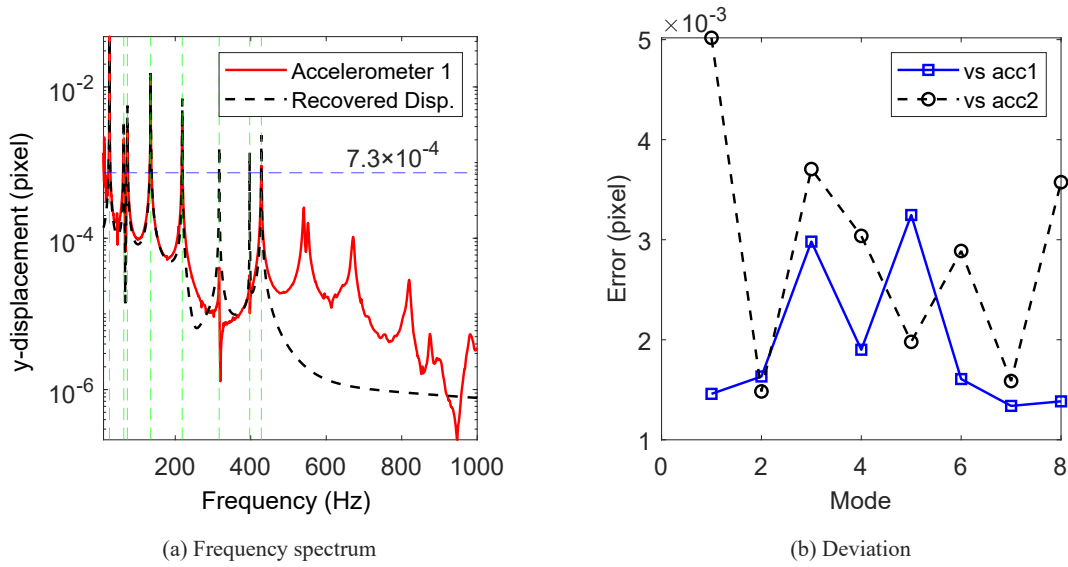 Accelerometer 1
Recovered Disp.
7.3×10⁻⁴
10⁻²
10⁻⁴
10⁻⁶
y-displacement (pixel)
200 400 600 800 1000
Frequency (Hz)
(a) Frequency spectrum
×10⁻³
vs acc1
vs acc2
5
4
3
2
1
Error (pixel)
0 2 4 6 8
Mode
(b) Deviation